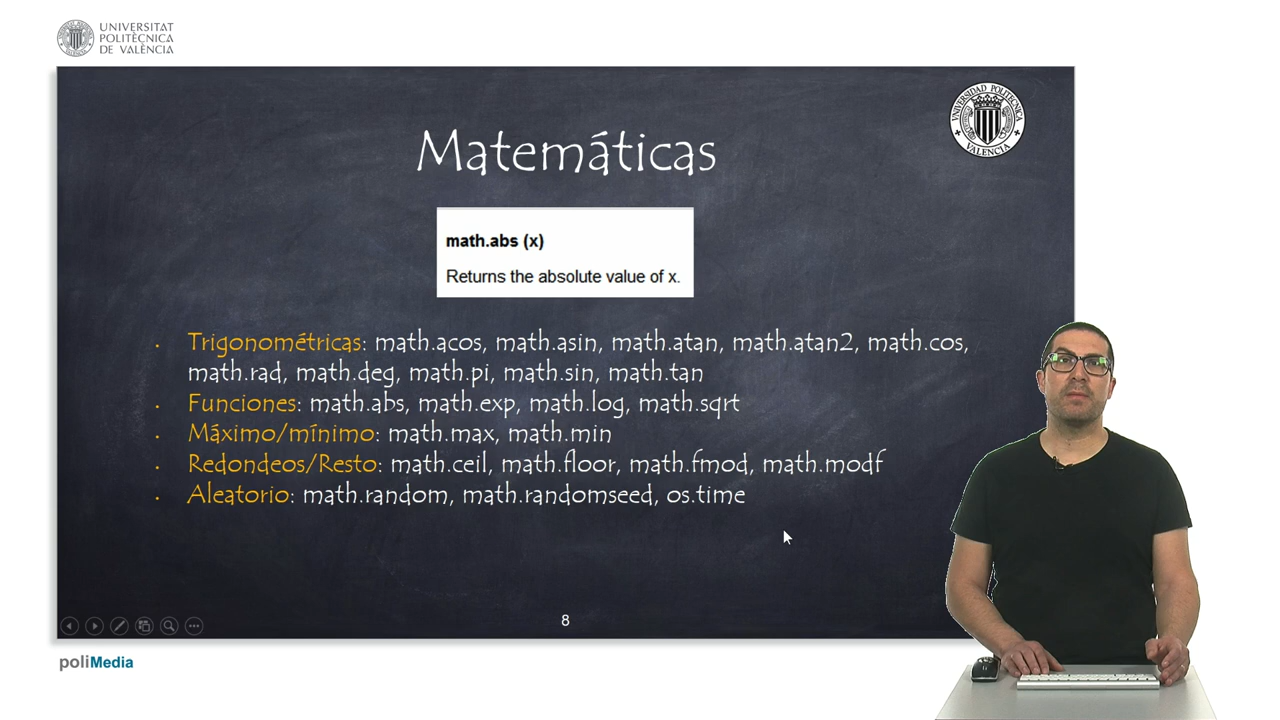 UNIVERSITAT
POLITÈCNICA
DE VALÈNCIA
UNIVERSIDAD POLITECNICA
VALENCIA
Matemáticas
math.abs (x)
Returns the absolute value of x.
Trigonométricas: math.acos, math.asin, math.atan, math.atan2, math.cos,
math.rad, math.deg, math.pi, math.sin, math.tan
Funciones: math.abs, math.exp, math.log, math.sqrt
Máximo/mínimo: math.max, math.min
Redondeos/Resto: math.ceil, math.floor, math.fmod, math.modf
Aleatorio: math.random, math.randomseed, os.time
8
poliMedia